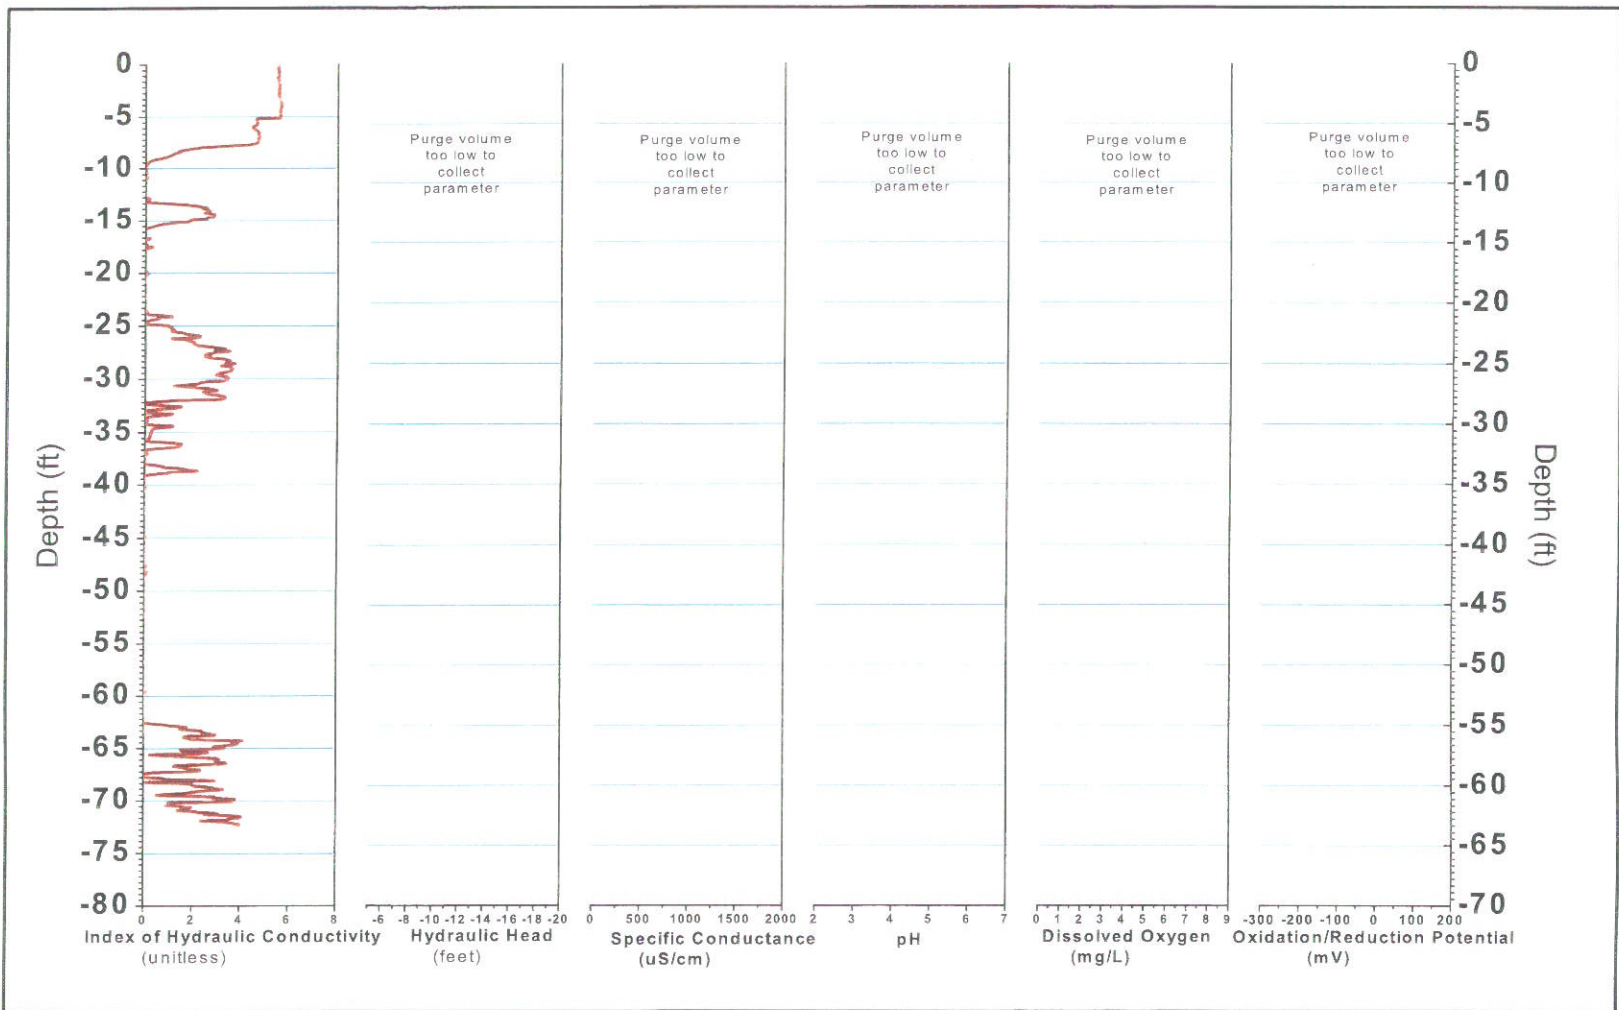 0
-5
-10
-15
-20
-25
-30
-35
-40
-45
-50
-55
-60
-65
-70
-75
-80
Depth (ft)
0 2 4 6 8
Index of Hydraulic Conductivity
(unitless)
Purge volume
too low to
collect
parameter
-6 -8 -10 -12 -14 -16 -18 -20
Hydraulic Head
(feet)
Purge volume
too low to
collect
parameter
0 500 1000 1500 2000
Specific Conductance
(uS/cm)
Purge volume
too low to
collect
parameter
2 3 4 5 6 7
pH
Purge volume
too low to
collect
parameter
0 1 2 3 4 5 6 7 8 9
Dissolved Oxygen
(mg/L)
Purge volume
too low to
collect
parameter
-300 -200 -100 0 100 200
Oxidation/Reduction Potential
(mV)
0
-5
-10
-15
-20
-25
-30
-35
-40
-45
-50
-55
-60
-65
-70
Depth (ft)